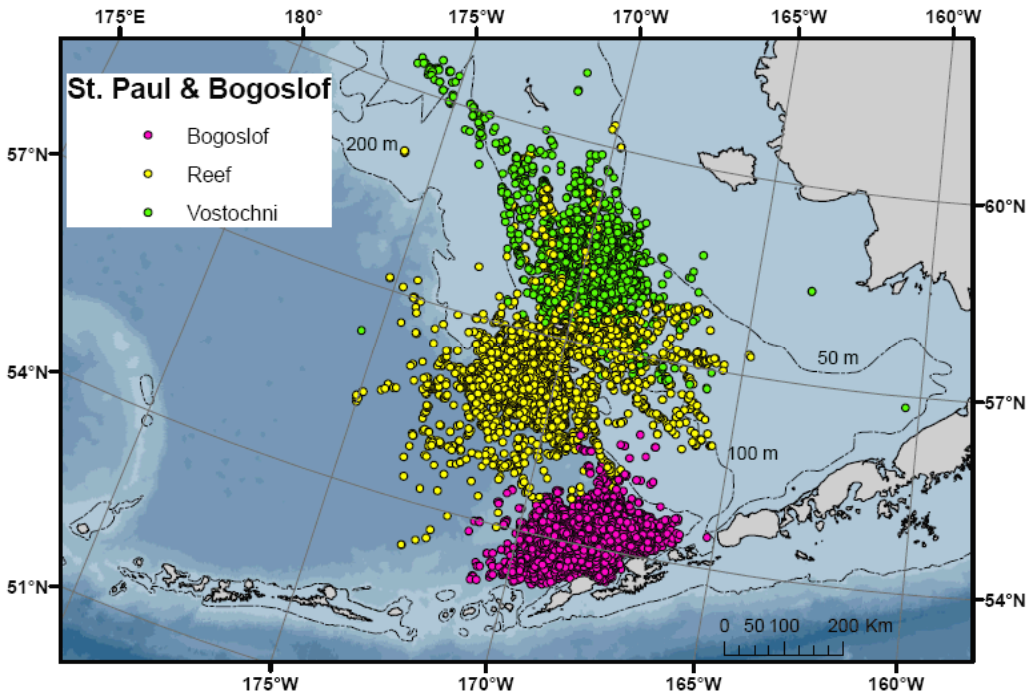 175°E 180° 175°W 170°W 165°W 160°W
St. Paul & Bogoslof
Bogoslof
Reef
Vostochni
200 m
57°N
60°N
50 m
54°N
57°N
100 m
51°N
54°N
0 50 100 200 Km
175°W 170°W 165°W 160°W